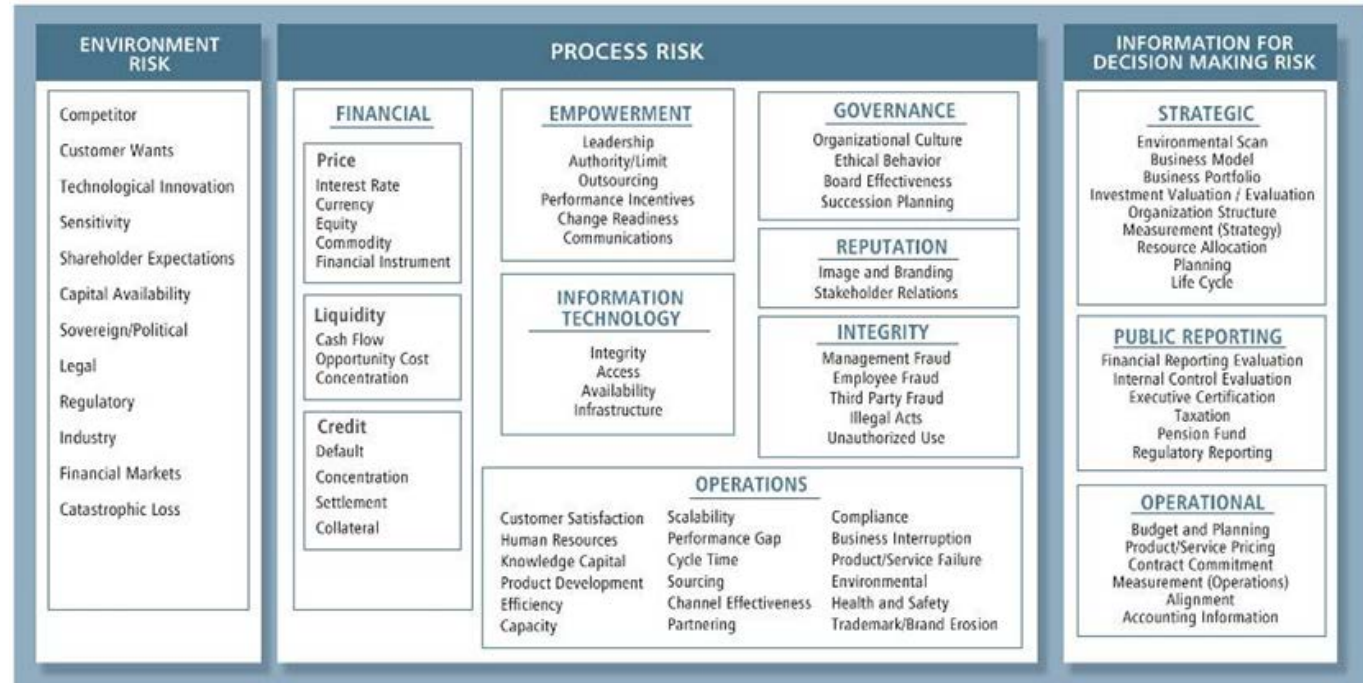 ENVIRONMENT
RISK
Competitor
Customer Wants
Technological Innovation
Sensitivity
Shareholder Expectations
Capital Availability
Sovereign/Political
Legal
Regulatory
Industry
Financial Markets
Catastrophic Loss
PROCESS RISK
FINANCIAL
Price
Interest Rate
Currency
Equity
Commodity
Financial Instrument
Liquidity
Cash Flow
Opportunity Cost
Concentration
Credit
Default
Concentration
Settlement
Collateral
EMPOWERMENT
Leadership
Authority/Limit
Outsourcing
Performance Incentives
Change Readiness
Communications
INFORMATION
TECHNOLOGY
Integrity
Access
Availability
Infrastructure
GOVERNANCE
Organizational Culture
Ethical Behavior
Board Effectiveness
Succession Planning
REPUTATION
Image and Branding
Stakeholder Relations
INTEGRITY
Management Fraud
Employee Fraud
Third Party Fraud
Illegal Acts
Unauthorized Use
OPERATIONS
Customer Satisfaction
Human Resources
Knowledge Capital
Product Development
Efficiency
Capacity
Scalability
Performance Gap
Cycle Time
Sourcing
Channel Effectiveness
Partnering
Compliance
Business Interruption
Product/Service Failure
Environmental
Health and Safety
Trademark/Brand Erosion
INFORMATION FOR
DECISION MAKING RISK
STRATEGIC
Environmental Scan
Business Model
Business Portfolio
Investment Valuation / Evaluation
Organization Structure
Measurement (Strategy)
Resource Allocation
Planning
Life Cycle
PUBLIC REPORTING
Financial Reporting Evaluation
Internal Control Evaluation
Executive Certification
Taxation
Pension Fund
Regulatory Reporting
OPERATIONAL
Budget and Planning
Product/Service Pricing
Contract Commitment
Measurement (Operations)
Alignment
Accounting Information